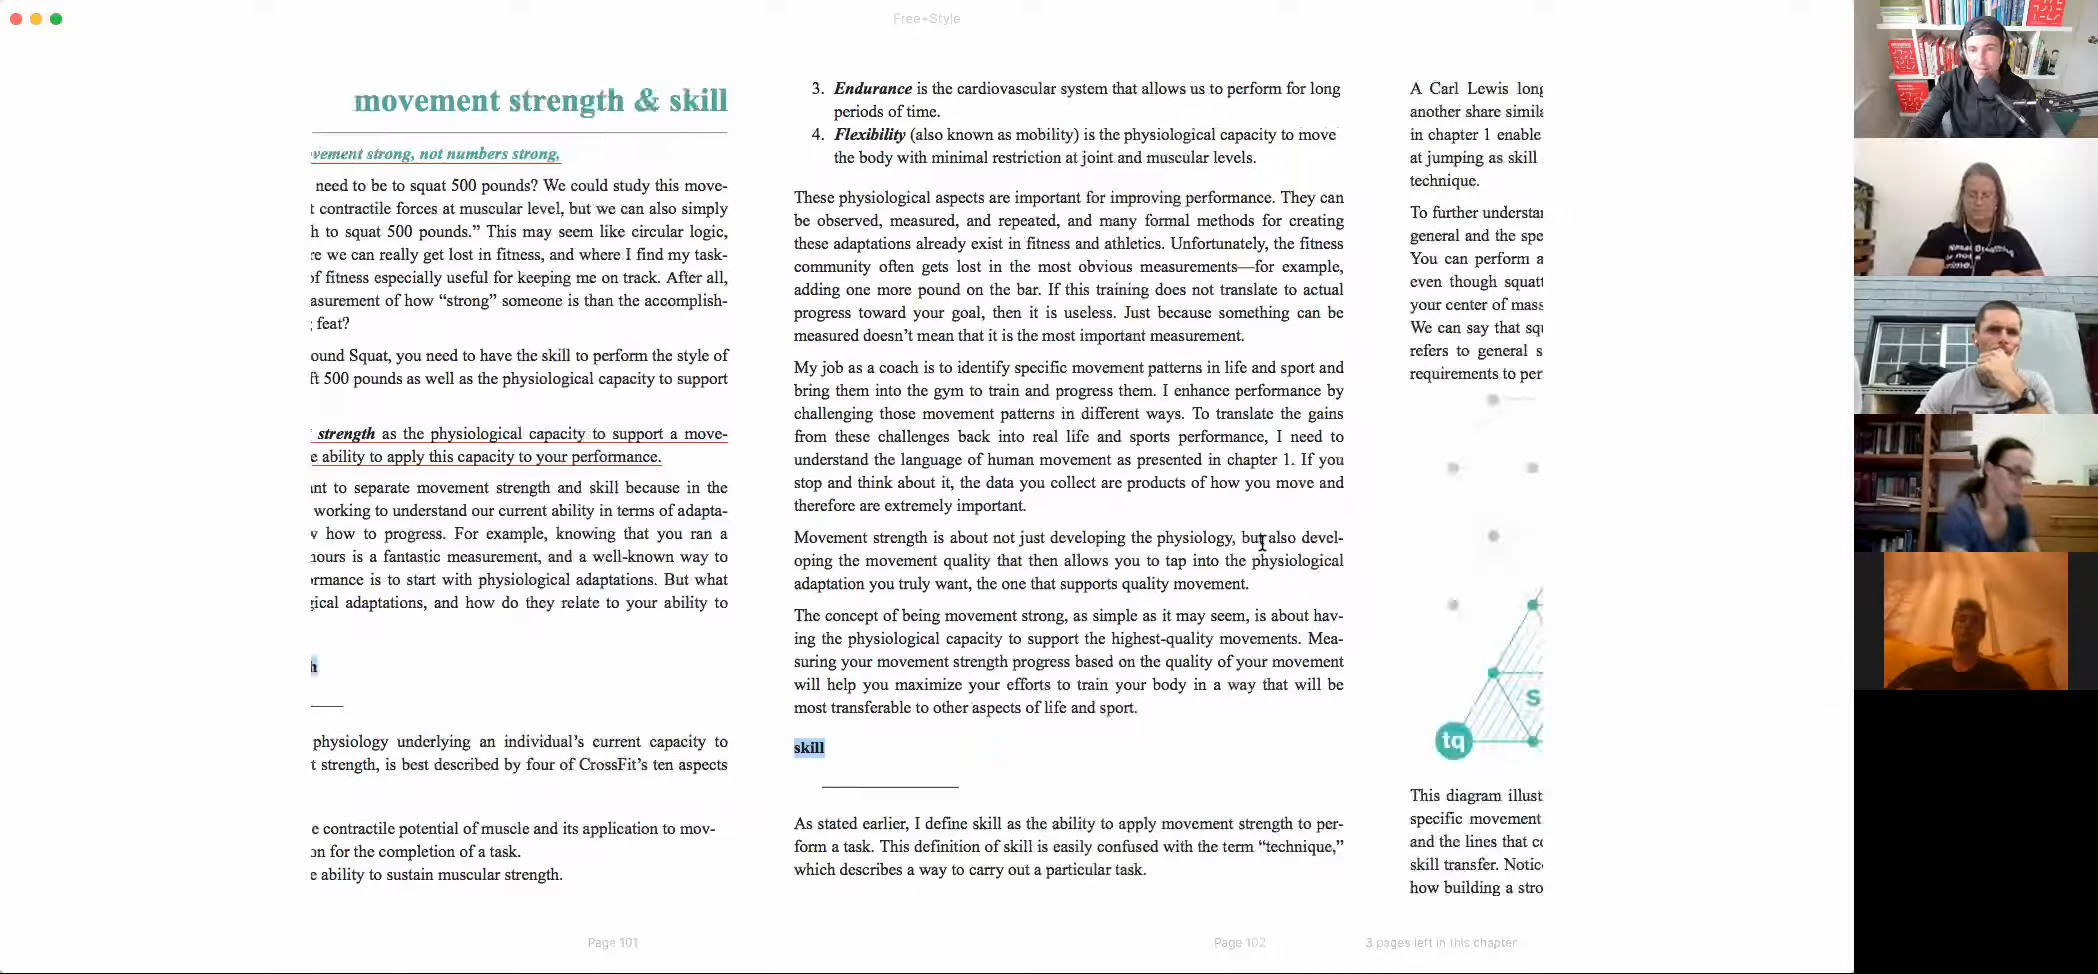 Free+Style
movement strength & skill
vement strong, not numbers strong,
need to be to squat 500 pounds? We could study this move-
t contractile forces at muscular level, but we can also simply
h to squat 500 pounds.” This may seem like circular logic,
re we can really get lost in fitness, and where I find my task-
of fitness especially useful for keeping me on track. After all,
asurement of how “strong” someone is than the accomplish-
; feat?
ound Squat, you need to have the skill to perform the style of
ft 500 pounds as well as the physiological capacity to support
strength as the physiological capacity to support a move-
e ability to apply this capacity to your performance.
nt to separate movement strength and skill because in the
working to understand our current ability in terms of adapta-
v how to progress. For example, knowing that you ran a
hours is a fantastic measurement, and a well-known way to
ormance is to start with physiological adaptations. But what
gical adaptations, and how do they relate to your ability to
h
physiology underlying an individual’s current capacity to
t strength, is best described by four of CrossFit’s ten aspects
e contractile potential of muscle and its application to mov-
on for the completion of a task.
e ability to sustain muscular strength.
Page 101
3. Endurance is the cardiovascular system that allows us to perform for long
periods of time.
4. Flexibility (also known as mobility) is the physiological capacity to move
the body with minimal restriction at joint and muscular levels.
These physiological aspects are important for improving performance. They can
be observed, measured, and repeated, and many formal methods for creating
these adaptations already exist in fitness and athletics. Unfortunately, the fitness
community often gets lost in the most obvious measurements—for example,
adding one more pound on the bar. If this training does not translate to actual
progress toward your goal, then it is useless. Just because something can be
measured doesn’t mean that it is the most important measurement.
My job as a coach is to identify specific movement patterns in life and sport and
bring them into the gym to train and progress them. I enhance performance by
challenging those movement patterns in different ways. To translate the gains
from these challenges back into real life and sports performance, I need to
understand the language of human movement as presented in chapter 1. If you
stop and think about it, the data you collect are products of how you move and
therefore are extremely important.
Movement strength is about not just developing the physiology, but also devel-
oping the movement quality that then allows you to tap into the physiological
adaptation you truly want, the one that supports quality movement.
The concept of being movement strong, as simple as it may seem, is about hav-
ing the physiological capacity to support the highest-quality movements. Mea-
suring your movement strength progress based on the quality of your movement
will help you maximize your efforts to train your body in a way that will be
most transferable to other aspects of life and sport.
skill
As stated earlier, I define skill as the ability to apply movement strength to per-
form a task. This definition of skill is easily confused with the term “technique,”
which describes a way to carry out a particular task.
Page 102
A Carl Lewis long
another share simila
in chapter 1 enable
at jumping as skill
technique.
To further understan
general and the spe
You can perform a
even though squatt
your center of mass
We can say that squ
refers to general s
requirements to per
s
tq
This diagram illust
specific movement
and the lines that co
skill transfer. Notic
how building a stro
3 pages left in this chapter